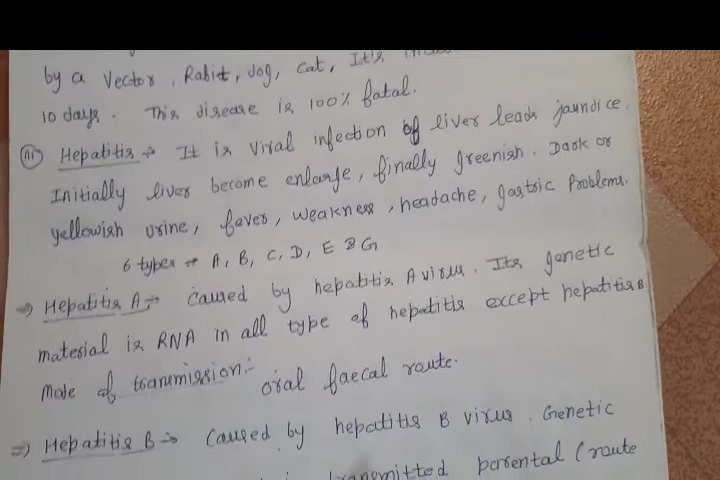 by a Vector, Rabit, dog, cat, It's
10 days. This disease is 100% fatal.
(iii) Hepatitis → It is viral infection of liver leads jaundice.
Initially liver become enlarge, finally greenish. Dark or
yellowish urine, fever, weakness, headache, gastric problems.
6 types → A, B, C, D, E & G
⇒ Hepatitis A → Caused by hepatitis A virus. Its genetic
material is RNA in all type of hepatitis except hepatitis B
Mode of transmission:- oral faecal route.
⇒ Hepatitis B → Caused by hepatitis B virus. Genetic
transmitted parental (route